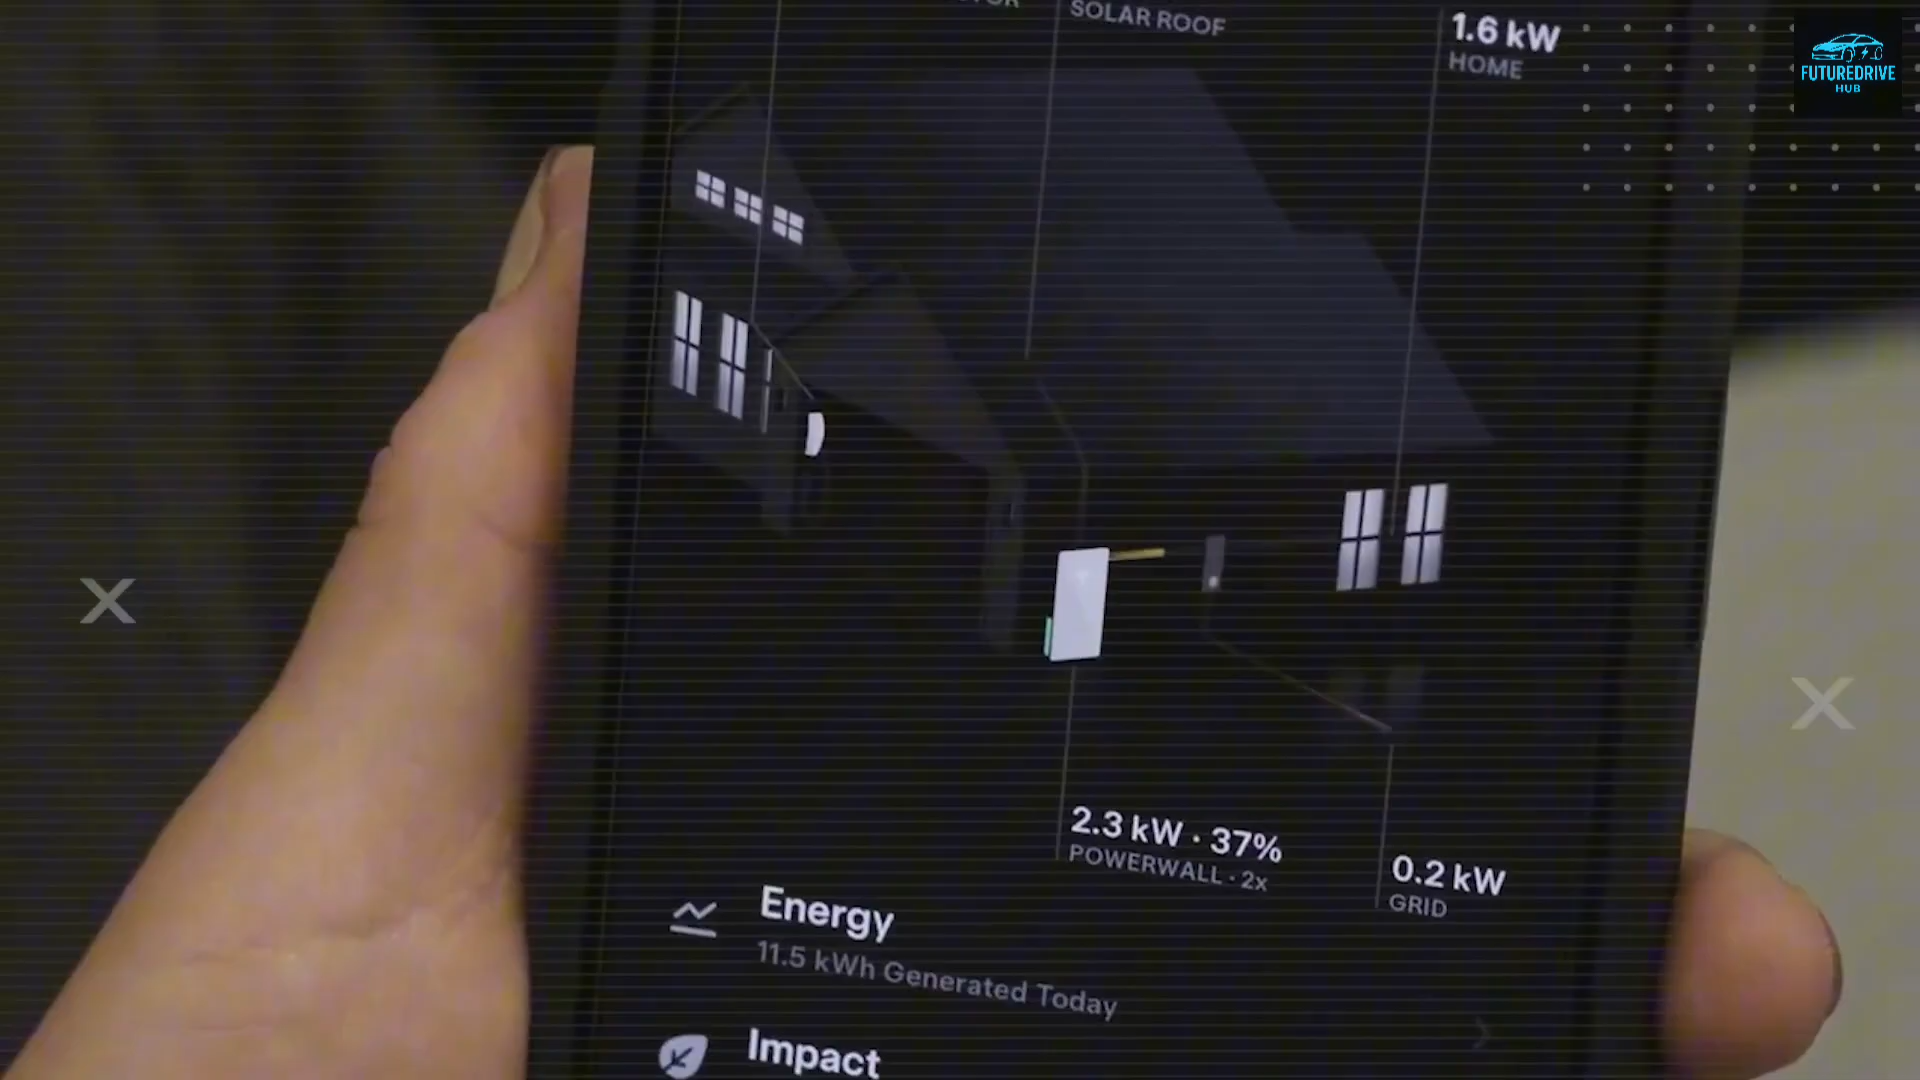 SOLAR ROOF
1.6 kW
HOME
FUTUREDRIVE
HUB
2.3 kW · 37%
POWERWALL · 2x
0.2 kW
GRID
Energy
11.5 kWh Generated Today
Impact